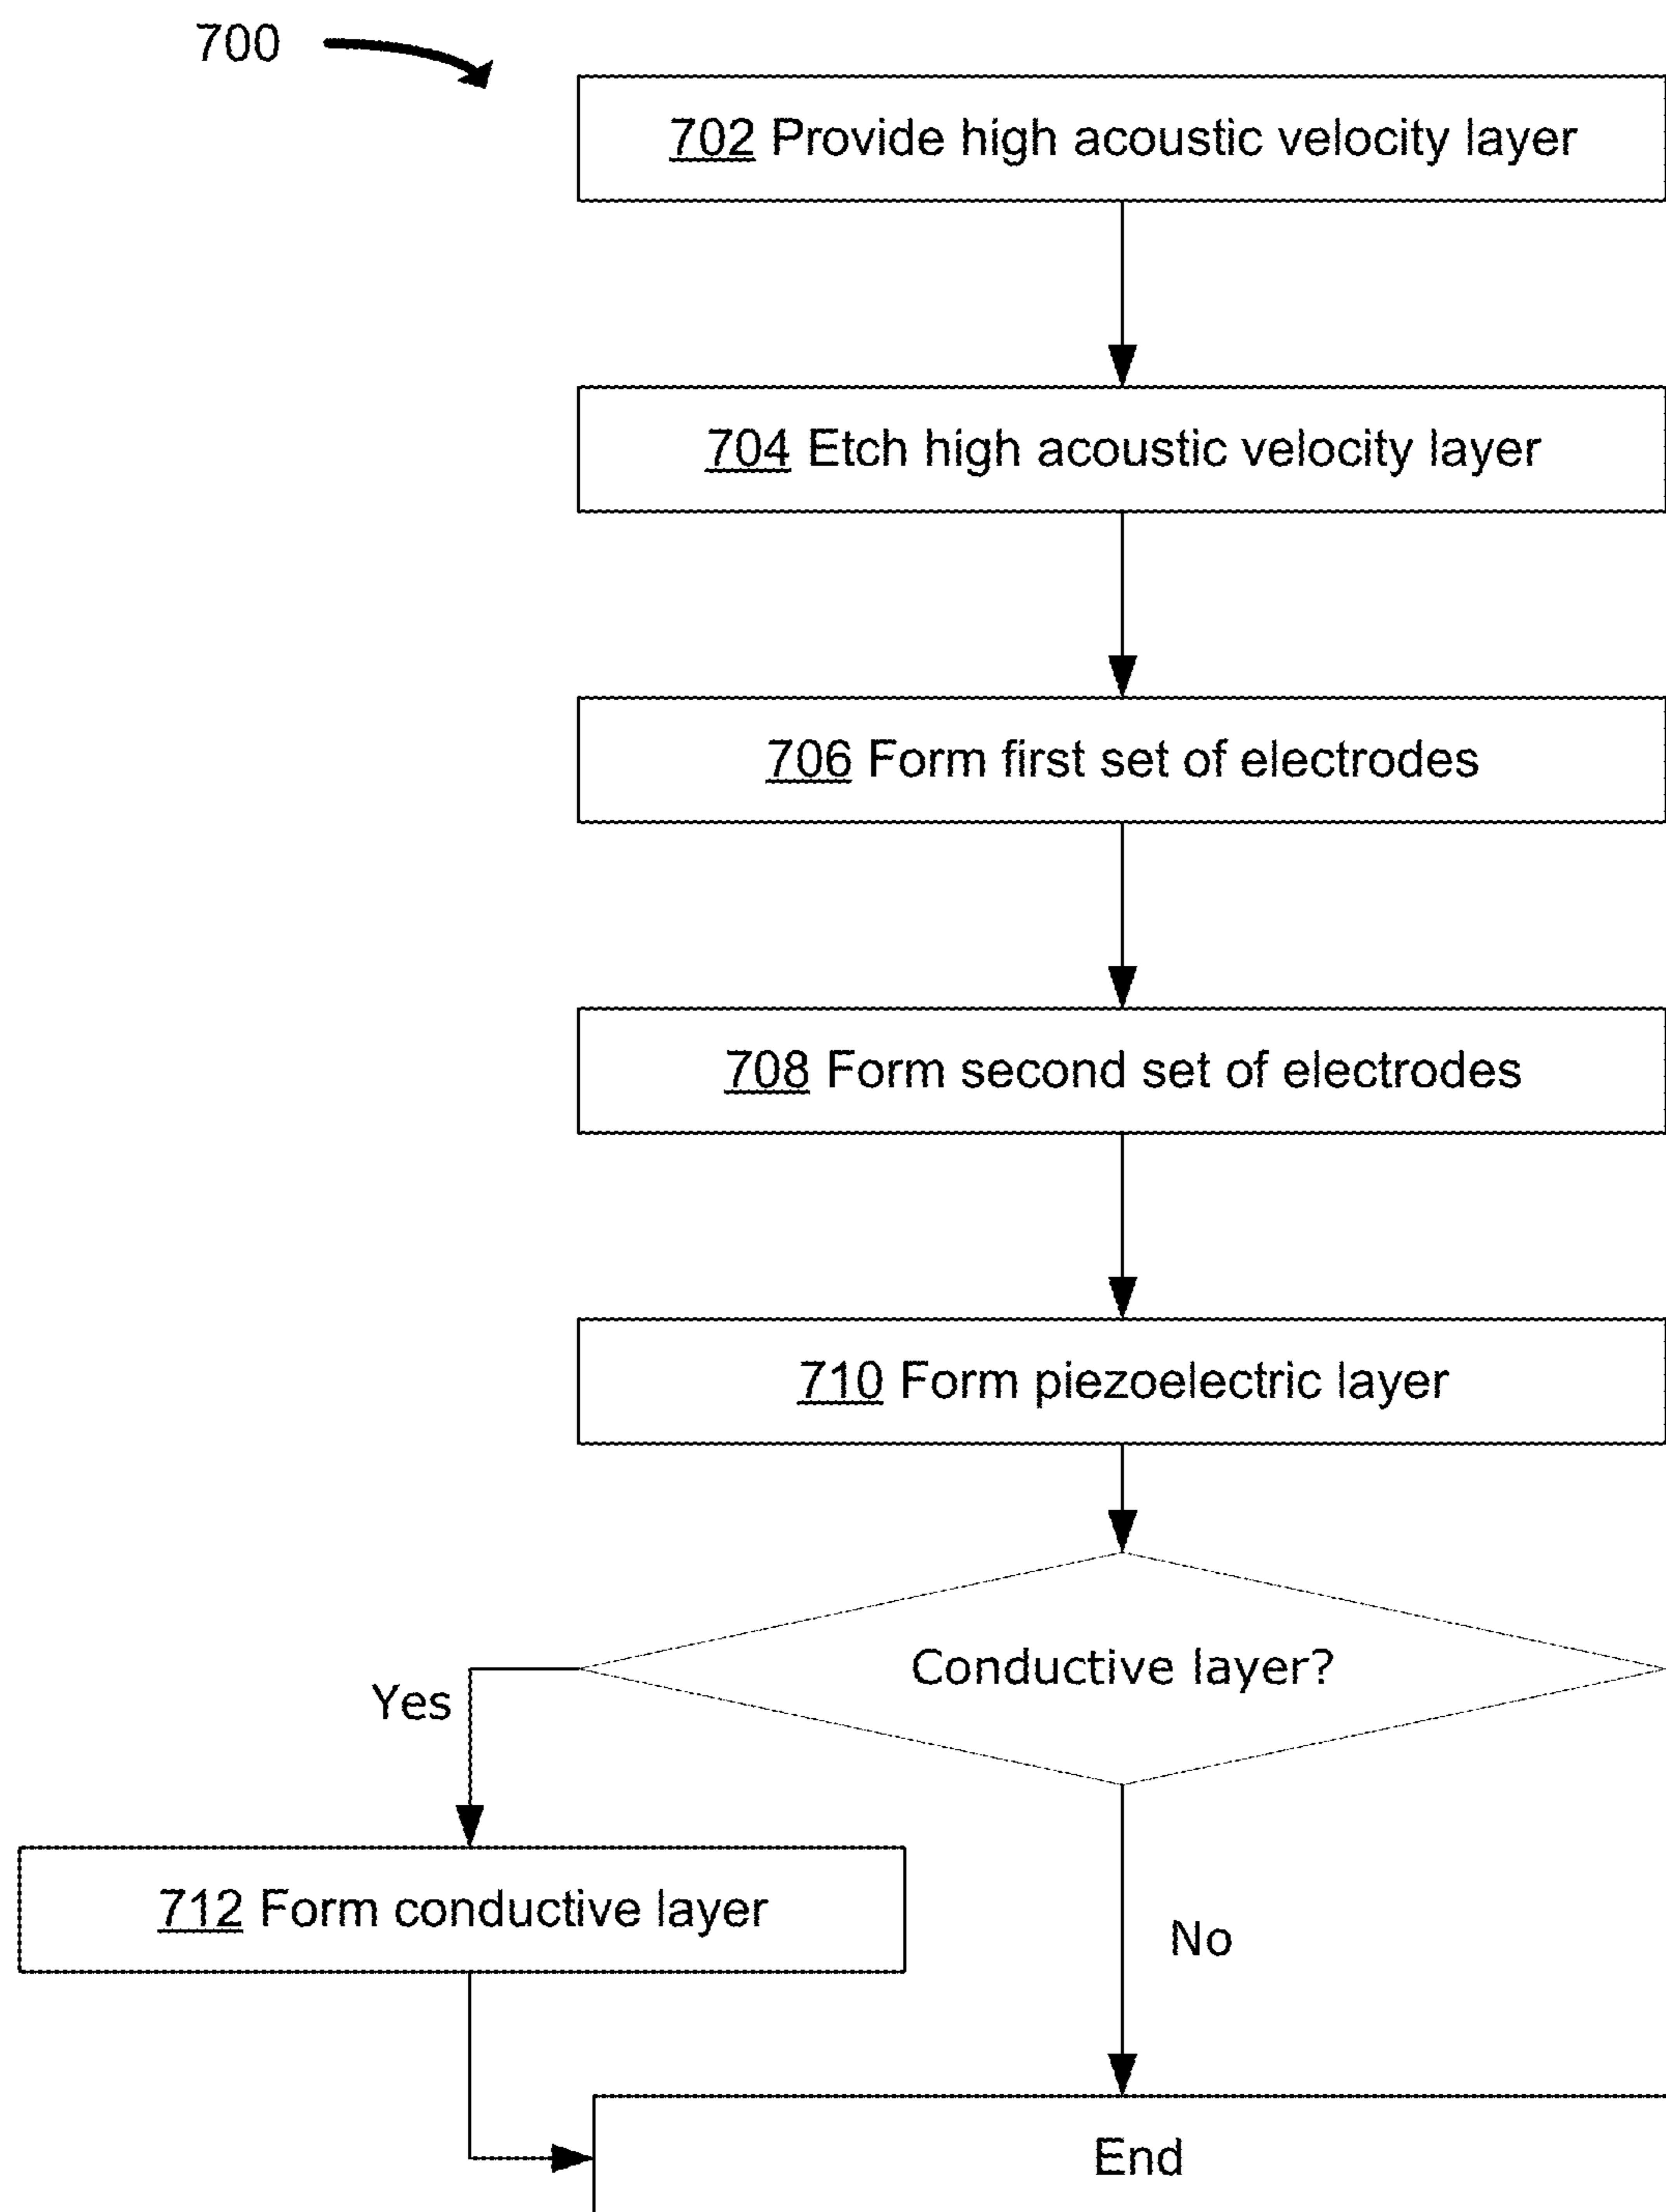 700
702 Provide high acoustic velocity layer
704 Etch high acoustic velocity layer
706 Form first set of electrodes
708 Form second set of electrodes
710 Form piezoelectric layer
Conductive layer?
Yes
712 Form conductive layer
No
End